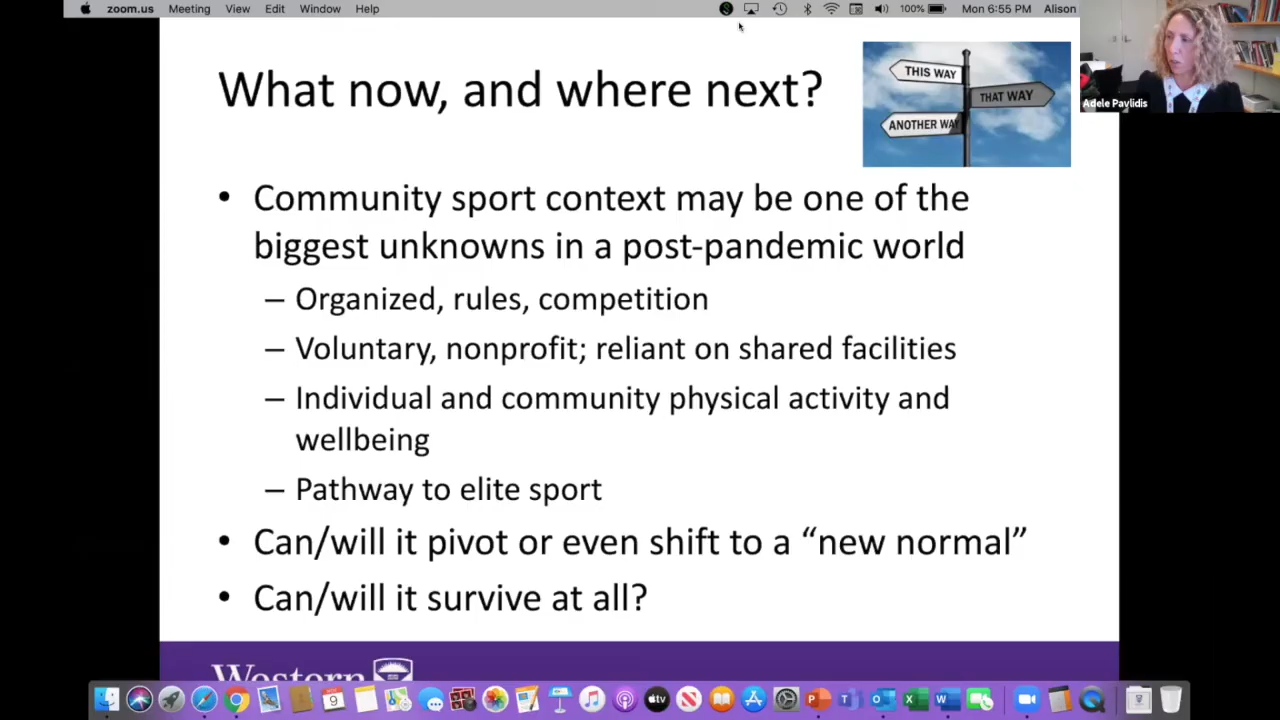 zoom.us Meeting View Edit Window Help 100% Mon 6:55 PM Alison
What now, and where next?
THIS WAY
THAT WAY
ANOTHER WAY
Adele Pavlidis
• Community sport context may be one of the
biggest unknowns in a post-pandemic world
– Organized, rules, competition
– Voluntary, nonprofit; reliant on shared facilities
– Individual and community physical activity and
wellbeing
– Pathway to elite sport
• Can/will it pivot or even shift to a “new normal”
• Can/will it survive at all?
Western
9
tv